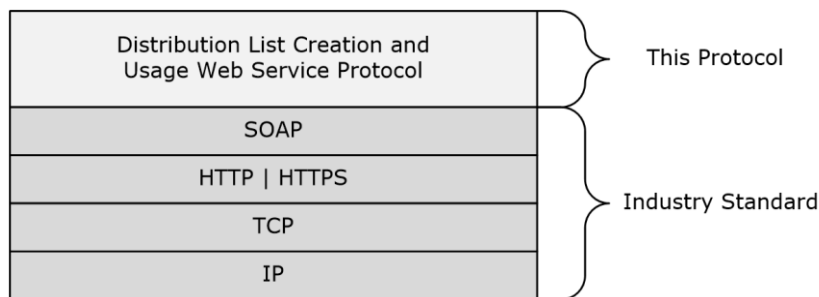 Distribution List Creation and
Usage Web Service Protocol
This Protocol
SOAP
HTTP | HTTPS
TCP
IP
Industry Standard